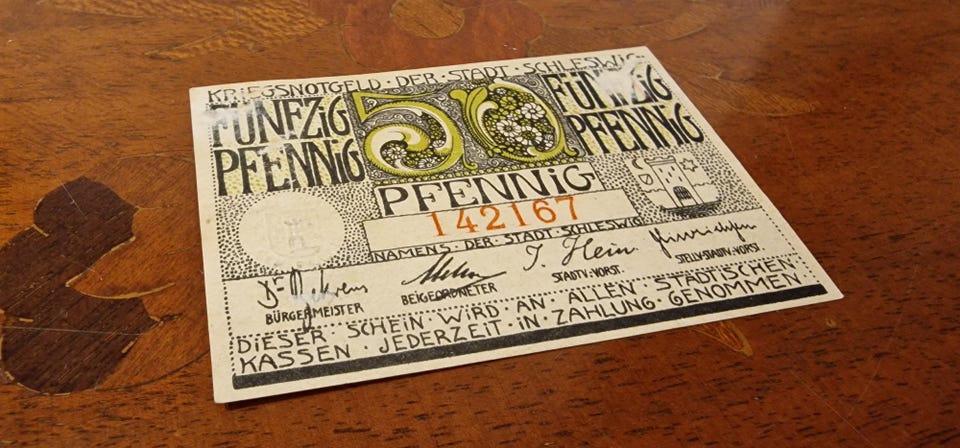 KRIEGSNOTGELD · DER · STADT · SCHLESWIG
FÜNFZIG 50 FÜNFZIG
PFENNIG PFENNIG
PFENNIG
142167
NAMENS · DER · STADT · SCHLESWIG
J. Hein
BÜRGERMEISTER BEIGEORDNETER STADTV.-VORST. STELLV.-STADTV.-VORST.
DIESER · SCHEIN · WIRD · AN · ALLEN · STÄDTISCHEN
KASSEN · JEDERZEIT · IN · ZAHLUNG · GENOMMEN